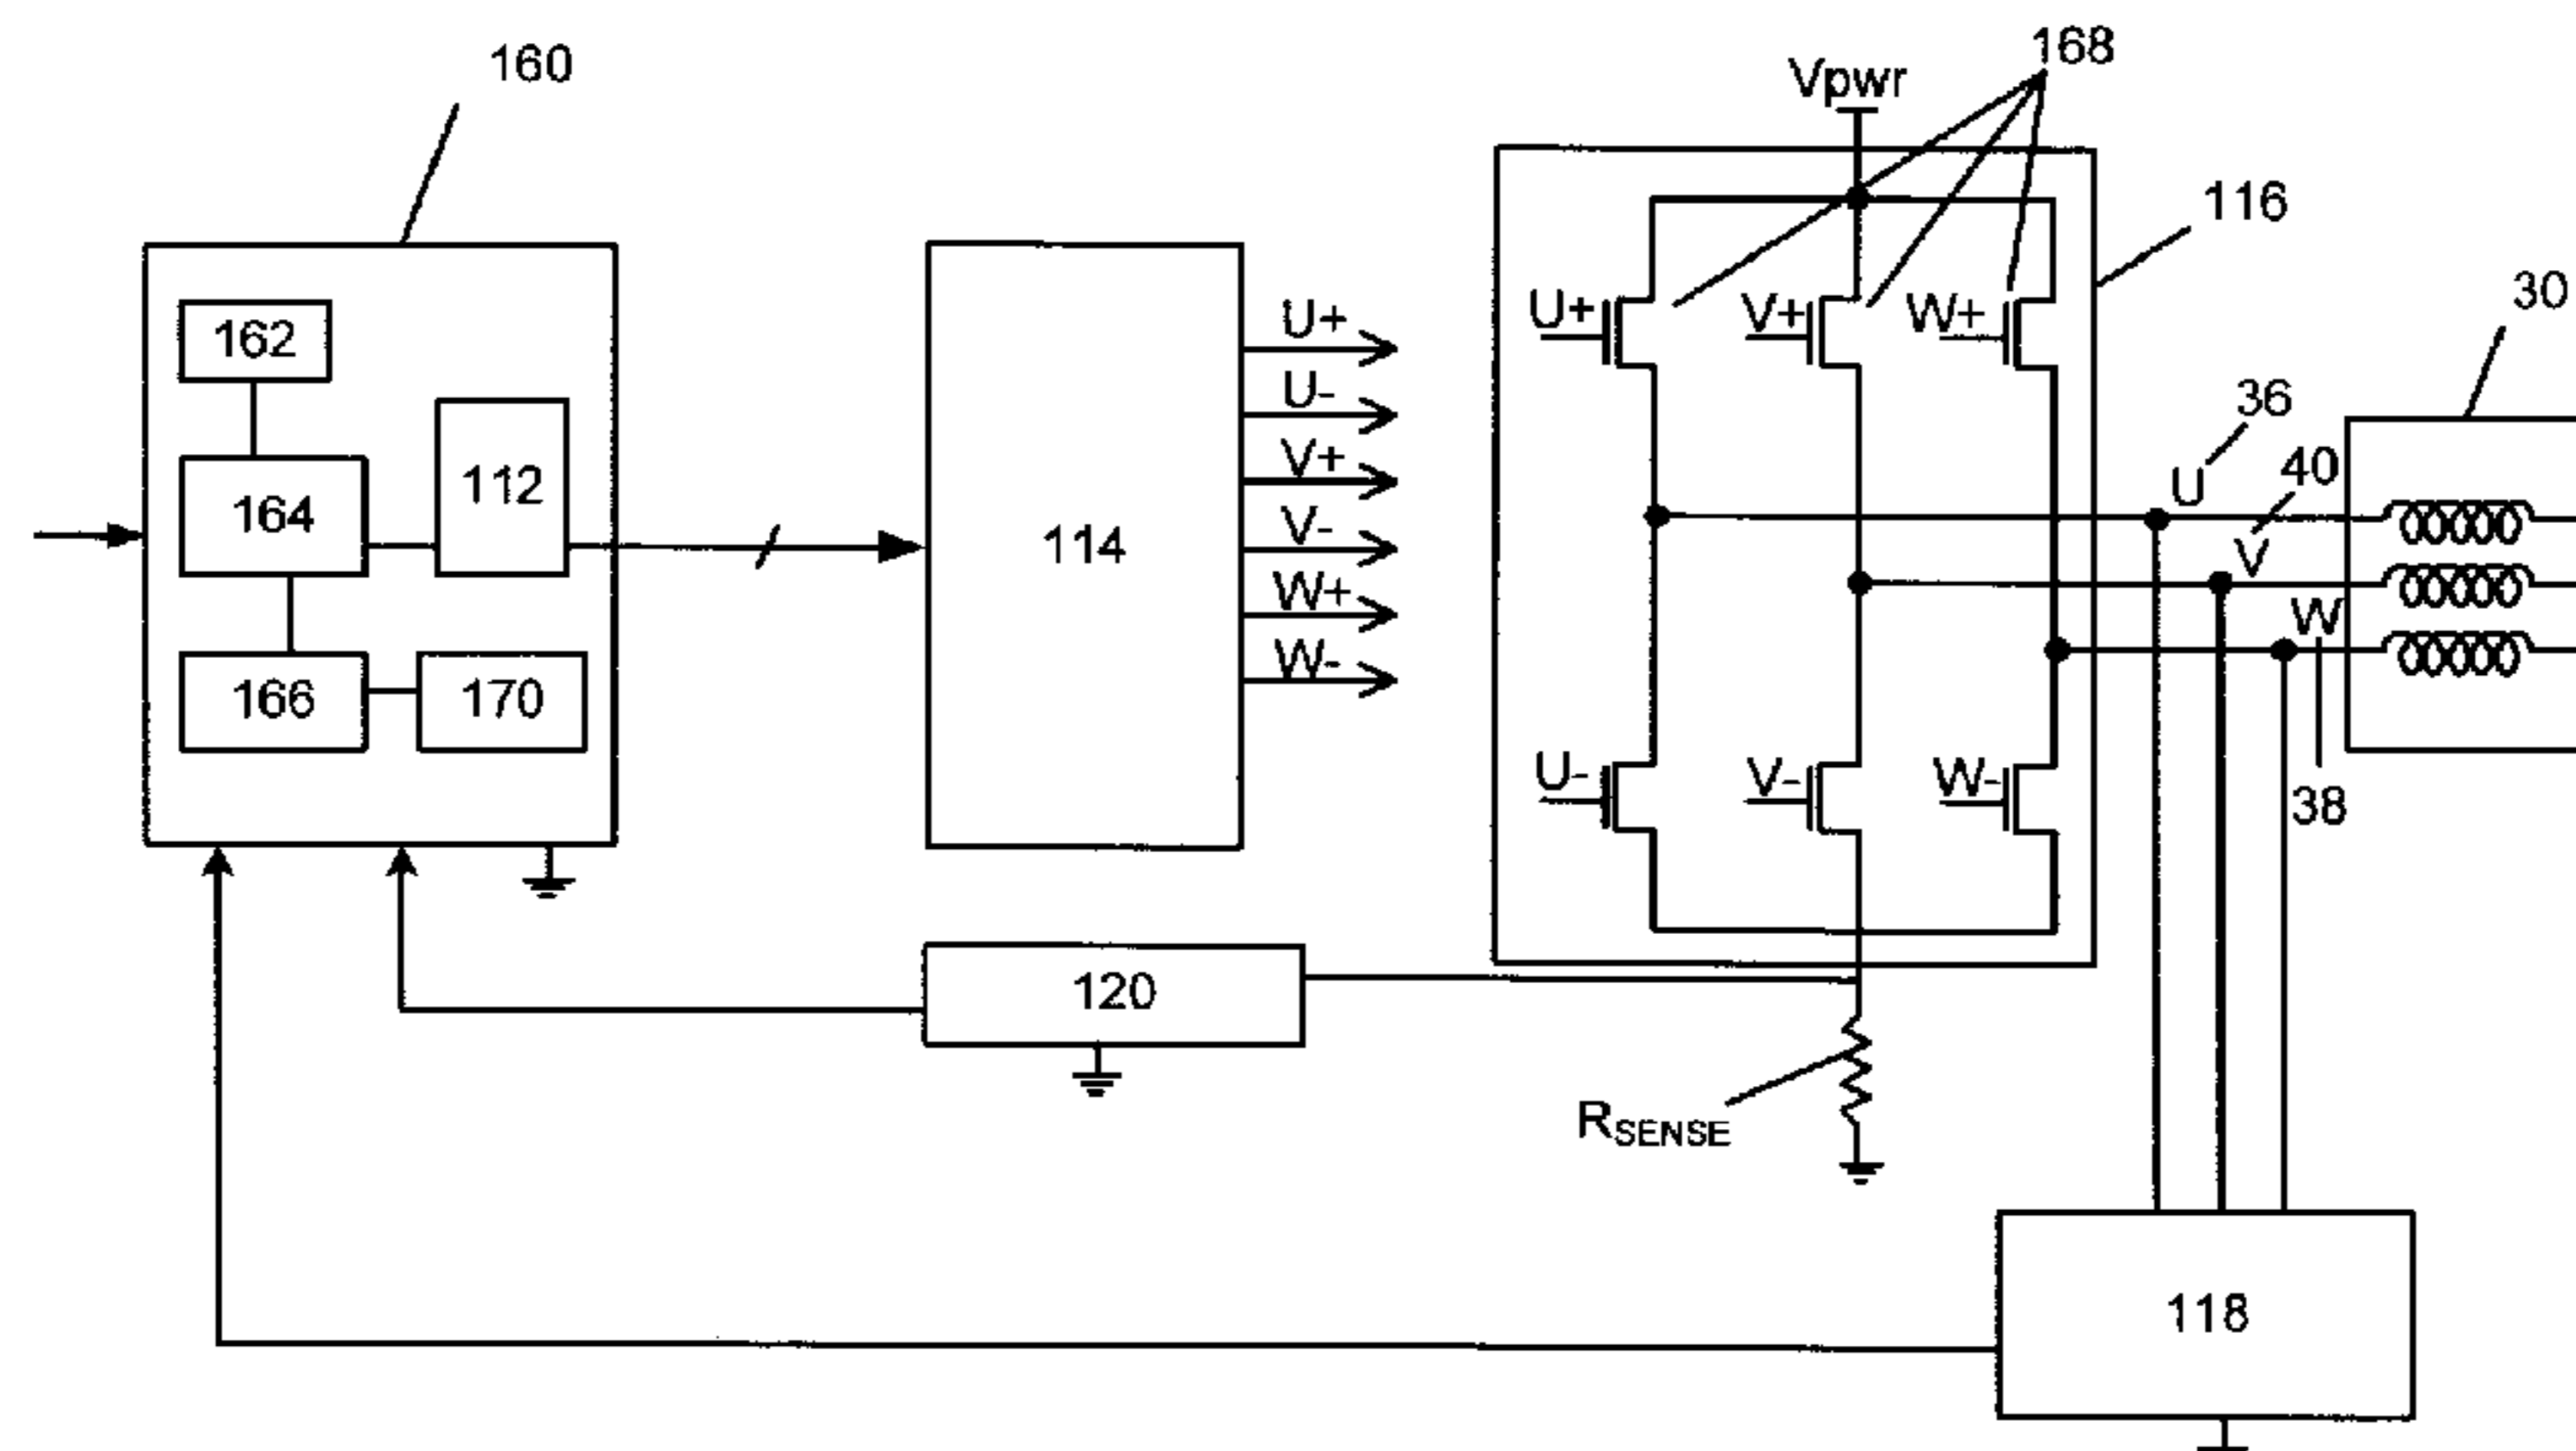 160
168
Vpwr
116
30
162
U+
V+
W+
U+
U-
V+
V-
W+
W-
36
U
40
V
W
38
112
164
114
166
170
U-
V-
W-
120
RSENSE
118